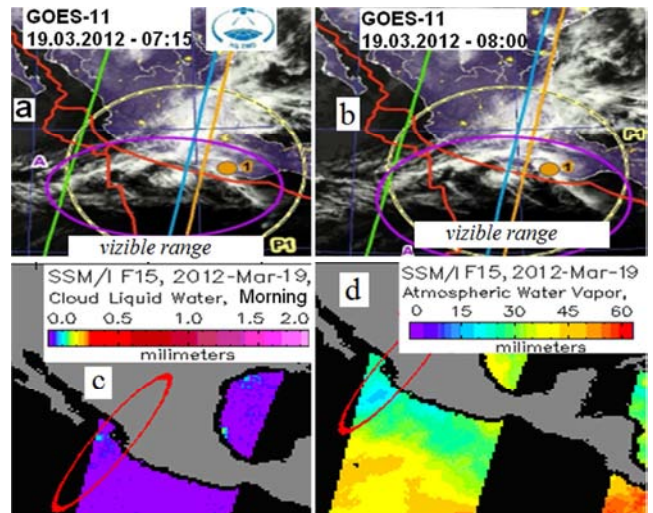 GOES-11
19.03.2012 - 07:15
a
A
1
vizible range
P1
GOES-11
19.03.2012 - 08:00
b
P1
1
vizible range
A
SSM/I F15, 2012-Mar-19,
Cloud Liquid Water, Morning
0.0 0.5 1.0 1.5 2.0
milimeters
c
d
SSM/I F15, 2012-Mar-19
Atmospheric Water Vapor,
0 15 30 45 60
milimeters